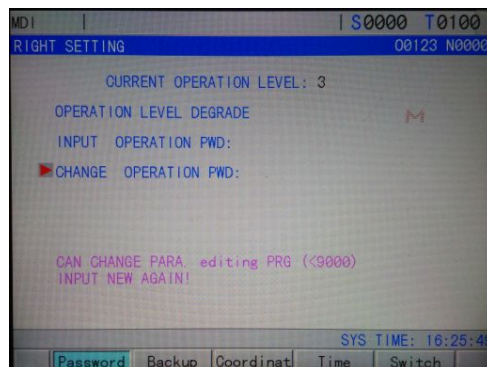 MDI S0000 T0100
RIGHT SETTING O0123 N0000
CURRENT OPERATION LEVEL: 3
OPERATION LEVEL DEGRADE
M
INPUT OPERATION PWD:
CHANGE OPERATION PWD:
CAN CHANGE PARA, editing PRG (<9000)
INPUT NEW AGAIN!
SYS TIME: 16:25:4
Password Backup Coordinat Time Switch